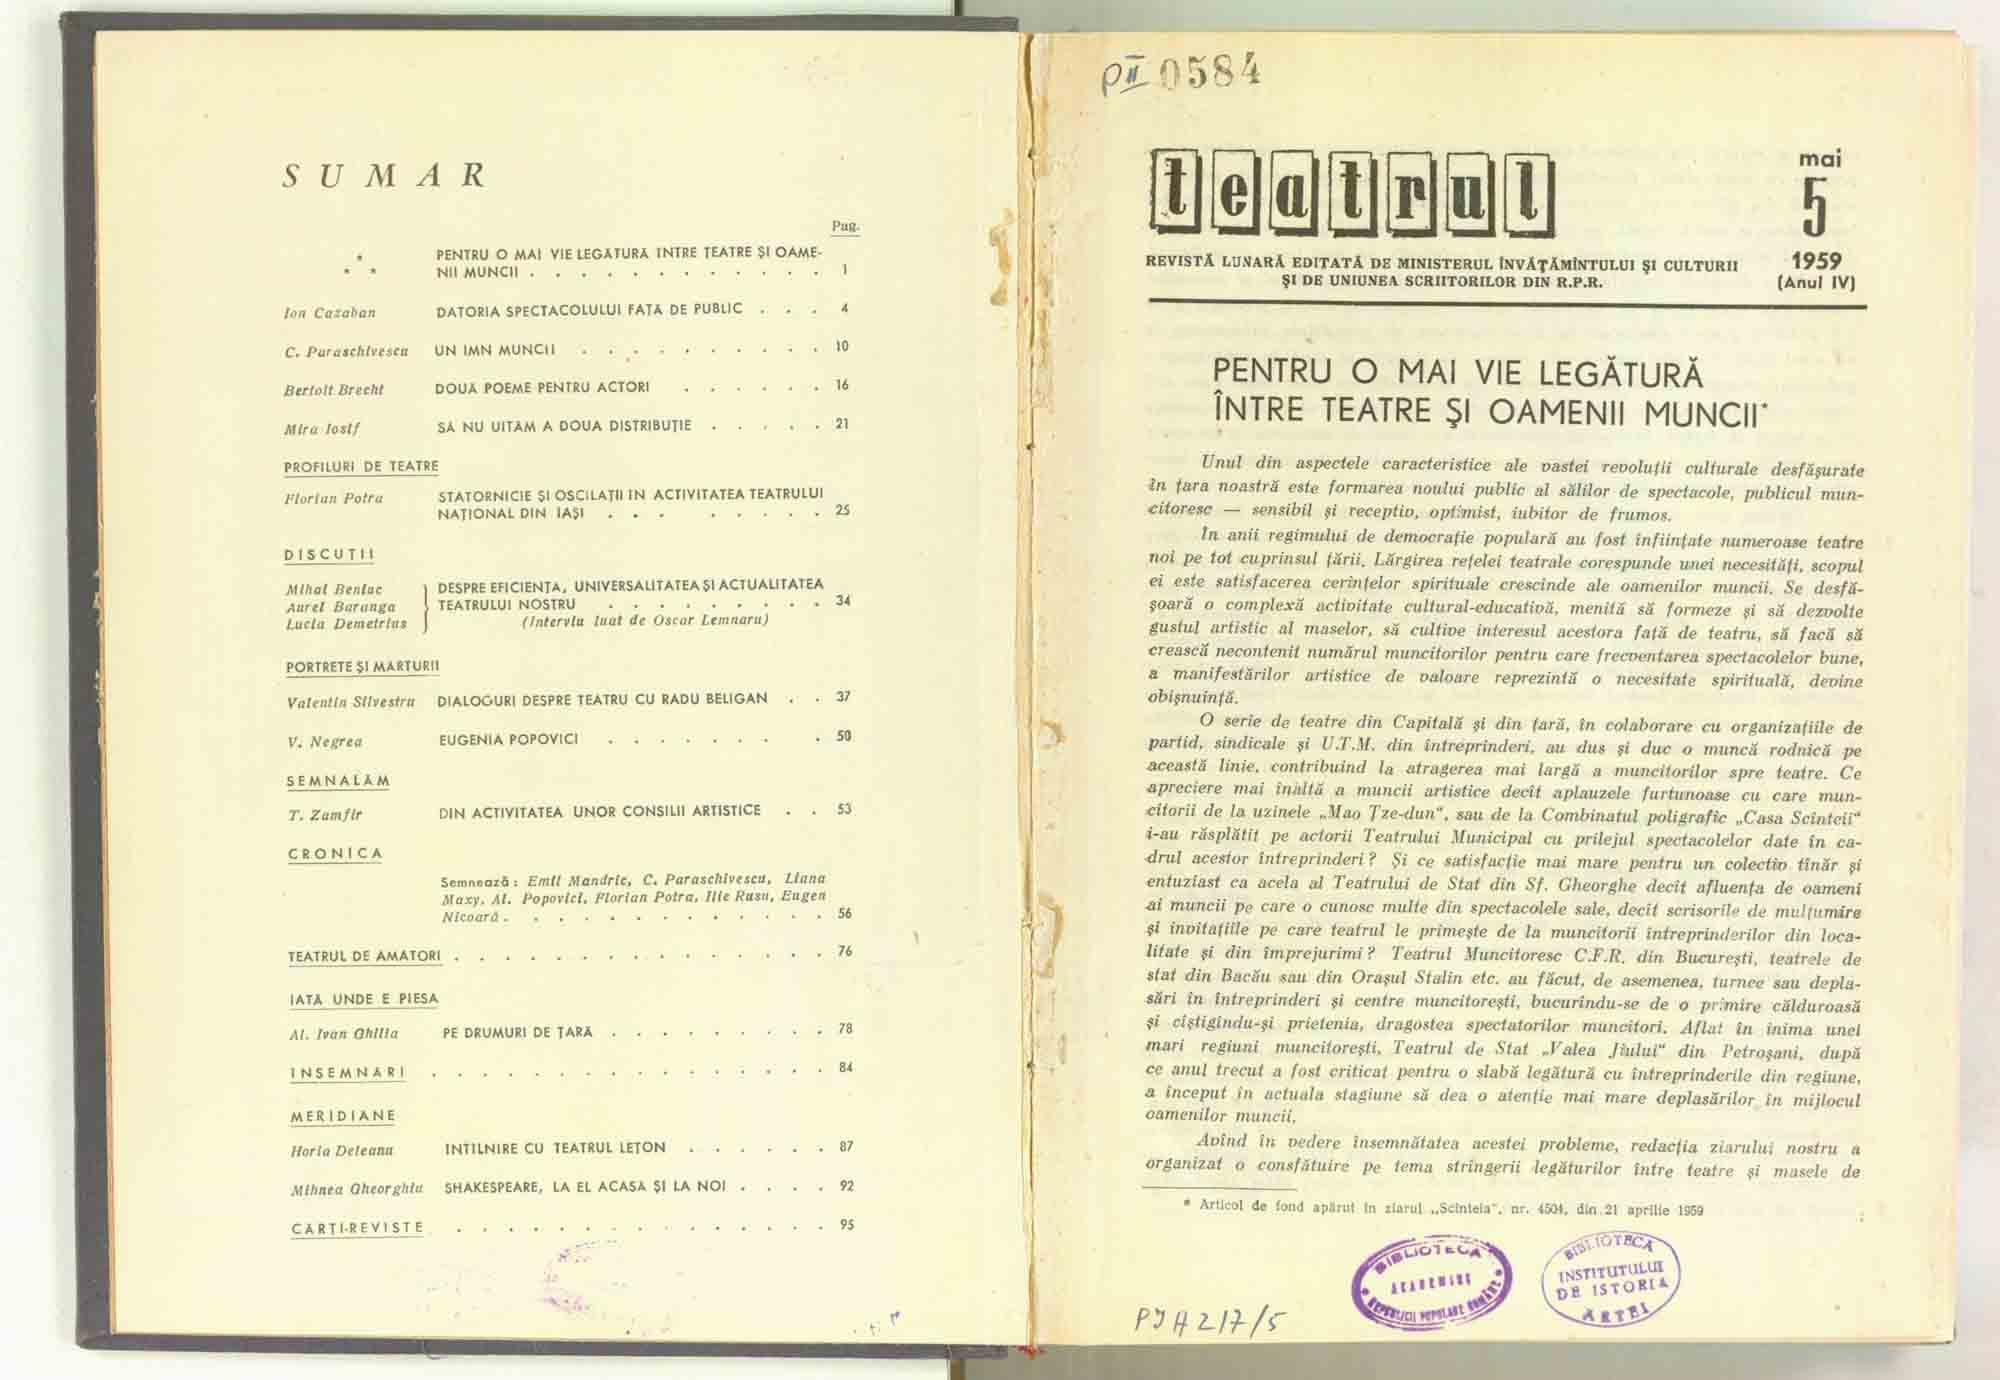 SUMAR
Pag.
* * *
PENTRU O MAI VIE LEGĂTURĂ INTRE TEATRE ŞI OAME-
NII MUNCII . . . . . . . . . . . . 1
Ion Cazaban DATORIA SPECTACOLULUI FAŢĂ DE PUBLIC . . . 4
C. Paraschivescu UN IMN MUNCII . . . . . . . . . . 10
Bertolt Brecht DOUĂ POEME PENTRU ACTORI . . . . . . 16
Mira Iosif SĂ NU UITĂM A DOUA DISTRIBUŢIE . . . . . 21
PROFILURI DE TEATRE
Florian Potra STATORNICIE ŞI OSCILAŢII IN ACTIVITATEA TEATRULUI
NAŢIONAL DIN IAŞI . . . . . . . . 25
DISCUŢII
Mihai Beniuc
Aurel Baranga
Lucia Demetrius
DESPRE EFICIENŢA, UNIVERSALITATEA ŞI ACTUALITATEA
TEATRULUI NOSTRU . . . . . . . . . 34
(Interviu luat de Oscar Lemnaru)
PORTRETE ŞI MĂRTURII
Valentin Silvestru DIALOGURI DESPRE TEATRU CU RADU BELIGAN . . 37
V. Negrea EUGENIA POPOVICI . . . . . . . . 50
SEMNALĂM
T. Zamfir DIN ACTIVITATEA UNOR CONSILII ARTISTICE . . 53
CRONICA
Semnează: Emil Mandric, C. Paraschivescu, Liana
Maxy, Al. Popovici, Florian Potra, Ilie Rusu, Eugen
Nicoară . . . . . . . . . . . . . 56
TEATRUL DE AMATORI . . . . . . . . . . . . . . . 76
IATĂ UNDE E PIESA
Al. Ivan Ghilia PE DRUMURI DE ŢARĂ . . . . . . . . . 78
INSEMNĂRI . . . . . . . . . . . . . . . . 84
MERIDIANE
Horia Deleanu INTILNIRE CU TEATRUL LETON . . . . . . 87
Mihnea Gheorghiu SHAKESPEARE, LA EL ACASĂ ŞI LA NOI . . . . 92
CĂRŢI-REVISTE . . . . . . . . . . . . . . . 95
PII 0584
teatrul
mai
5
1959
(Anul IV)
REVISTĂ LUNARĂ EDITATĂ DE MINISTERUL ÎNVĂŢĂMÎNTULUI ŞI CULTURII
ŞI DE UNIUNEA SCRIITORILOR DIN R.P.R.
PENTRU O MAI VIE LEGĂTURĂ
ÎNTRE TEATRE ŞI OAMENII MUNCII*
Unul din aspectele caracteristice ale vastei revoluţii culturale desfăşurate
în ţara noastră este formarea noului public al sălilor de spectacole, publicul mun-
citoresc — sensibil şi receptiv, optimist, iubitor de frumos.
În anii regimului de democraţie populară au fost înfiinţate numeroase teatre
noi pe tot cuprinsul ţării. Lărgirea reţelei teatrale corespunde unei necesităţi, scopul
ei este satisfacerea cerinţelor spirituale crescînde ale oamenilor muncii. Se desfă-
şoară o complexă activitate cultural-educativă, menită să formeze şi să dezvolte
gustul artistic al maselor, să cultive interesul acestora faţă de teatru, să facă să
crească necontenit numărul muncitorilor pentru care frecventarea spectacolelor bune,
a manifestărilor artistice de valoare reprezintă o necesitate spirituală, devine
obişnuinţă.
O serie de teatre din Capitală şi din ţară, în colaborare cu organizaţiile de
partid, sindicale şi U.T.M. din întreprinderi, au dus şi duc o muncă rodnică pe
această linie, contribuind la atragerea mai largă a muncitorilor spre teatre. Ce
apreciere mai înaltă a muncii artistice decît aplauzele furtunoase cu care mun-
citorii de la uzinele „Mao Ţze-dun", sau de la Combinatul poligrafic „Casa Scînteii"
i-au răsplătit pe actorii Teatrului Municipal cu prilejul spectacolelor date în ca-
drul acestor întreprinderi? Şi ce satisfacţie mai mare pentru un colectiv tînăr şi
entuziast ca acela al Teatrului de Stat din Sf. Gheorghe decît afluenţa de oameni
ai muncii pe care o cunosc multe din spectacolele sale, decît scrisorile de mulţumire
şi invitaţiile pe care teatrul le primeşte de la muncitorii întreprinderilor din loca-
litate şi din împrejurimi? Teatrul Muncitoresc C.F.R. din Bucureşti, teatrele de
stat din Bacău sau din Oraşul Stalin etc. au făcut, de asemenea, turnee sau depla-
sări în întreprinderi şi centre muncitoreşti, bucurîndu-se de o primire călduroasă
şi cîştigîndu-şi prietenia, dragostea spectatorilor muncitori. Aflat în inima unei
mari regiuni muncitoreşti, Teatrul de Stat „Valea Jiului" din Petroşani, după
ce anul trecut a fost criticat pentru o slabă legătură cu întreprinderile din regiune,
a început în actuala stagiune să dea o atenţie mai mare deplasărilor în mijlocul
oamenilor muncii.
Avînd în vedere însemnătatea acestei probleme, redacţia ziarului nostru a
organizat o consfătuire pe tema strîngerii legăturilor între teatre şi masele de
* Articol de fond apărut în ziarul „Scînteia", nr. 4504, din 21 aprilie 1959
BIBLIOTECA
ACADEMIEI
REPUBLICII POPULARE ROMÂNE
BIBLIOTECA
INSTITUTULUI
DE ISTORIA
ARTEI